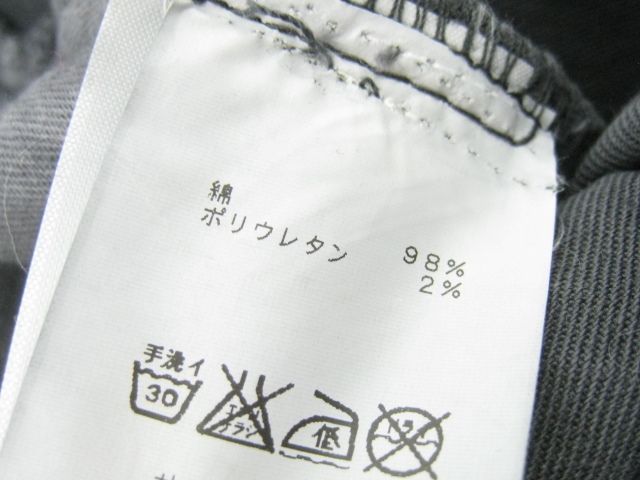 綿 98%
ポリウレタン 2%
手洗イ
30
エンソ
サラシ
低
ドライ